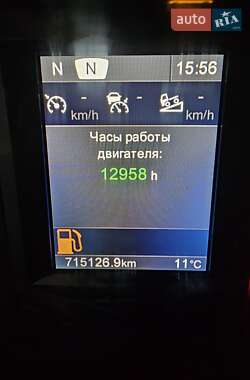 auto RIA
N N 15:56
- - -
km/h km/h
Часы работы
двигателя:
12958 h
715126.9km 11°C